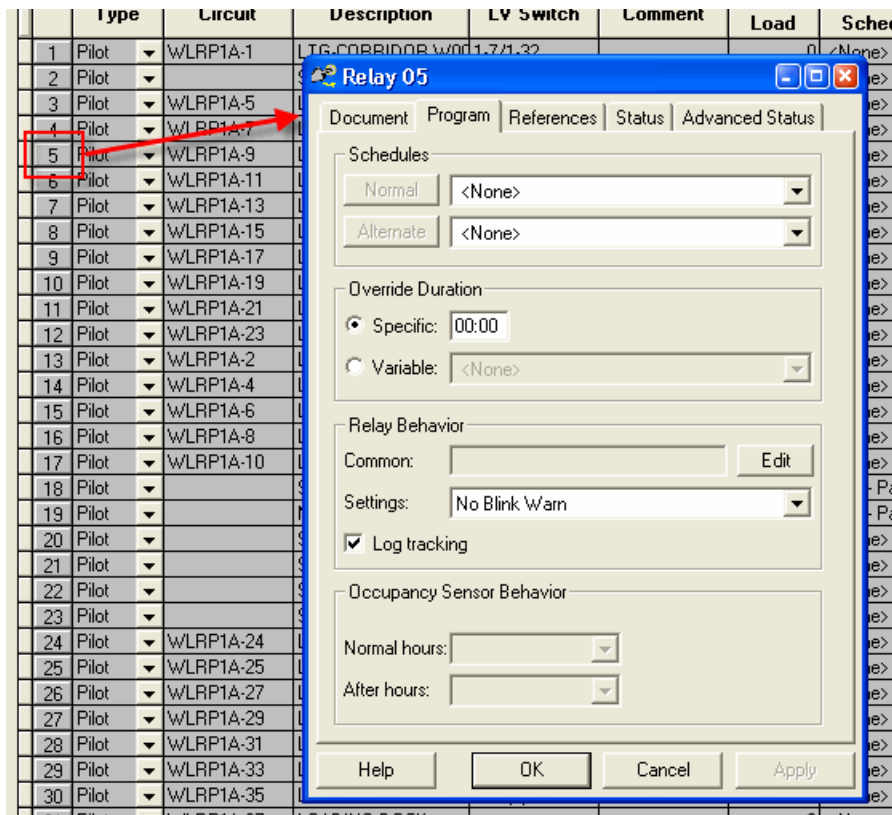 Type Circuit Description LV Switch Comment Load
1 Pilot WLRP1A-1 LTG-CORRIDOR 1-7/1-32 0 <None>
2 Pilot
3 Pilot WLRP1A-5
4 Pilot WLRP1A-7
5 Pilot WLRP1A-9
6 Pilot WLRP1A-11
7 Pilot WLRP1A-13
8 Pilot WLRP1A-15
9 Pilot WLRP1A-17
10 Pilot WLRP1A-19
11 Pilot WLRP1A-21
12 Pilot WLRP1A-23
13 Pilot WLRP1A-2
14 Pilot WLRP1A-4
15 Pilot WLRP1A-6
16 Pilot WLRP1A-8
17 Pilot WLRP1A-10
18 Pilot
19 Pilot
20 Pilot
21 Pilot
22 Pilot
23 Pilot
24 Pilot WLRP1A-24
25 Pilot WLRP1A-25
26 Pilot WLRP1A-27
27 Pilot WLRP1A-29
28 Pilot WLRP1A-31
29 Pilot WLRP1A-33
30 Pilot WLRP1A-35
Relay 05
Document Program References Status Advanced Status
Schedules
Normal <None>
Alternate <None>
Override Duration
Specific: 00:00
Variable: <None>
Relay Behavior
Common: Edit
Settings: No Blink Warn
Log tracking
Occupancy Sensor Behavior
Normal hours:
After hours:
Help OK Cancel Apply